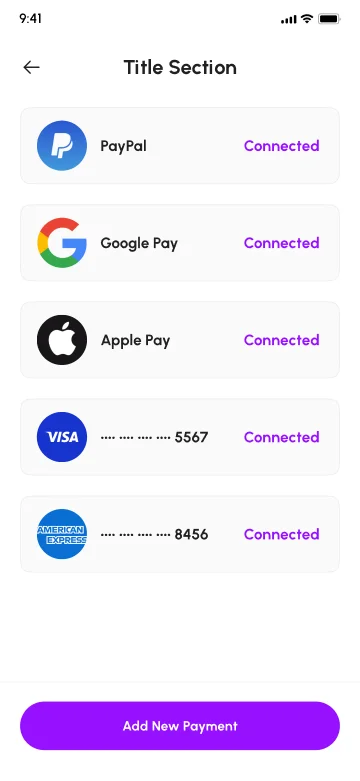 9:41
Title Section
PayPal Connected
Google Pay Connected
Apple Pay Connected
VISA •••• •••• •••• •••• 5567 Connected
AMERICAN
EXPRESS
•••• •••• •••• •••• 8456 Connected
Add New Payment